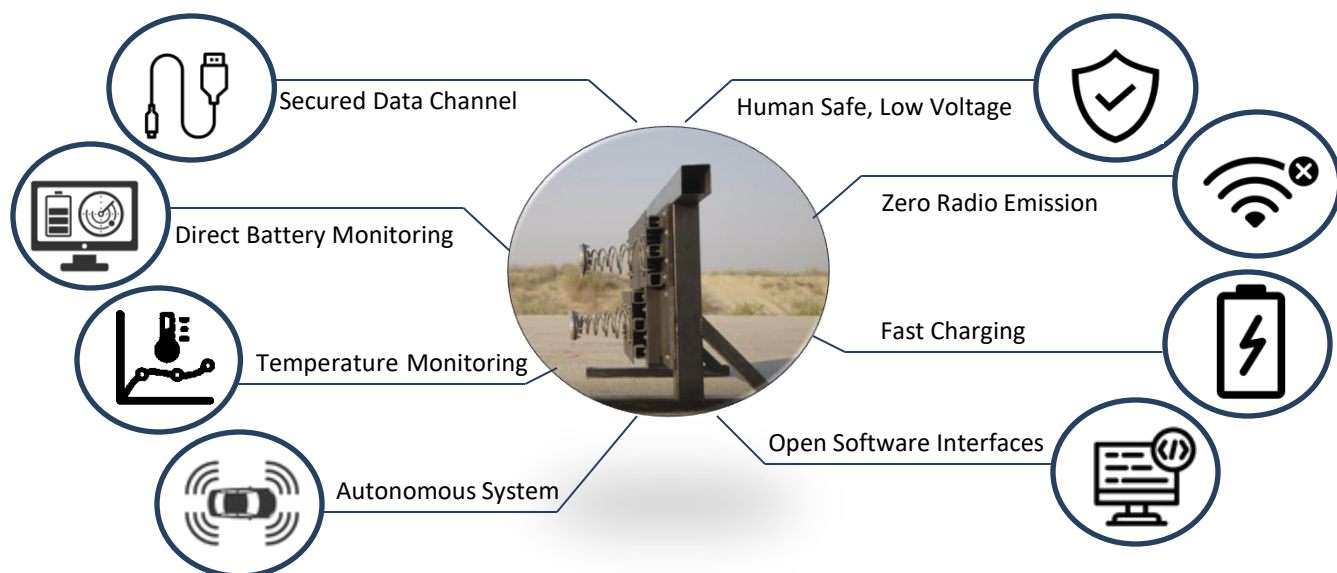 Secured Data Channel
Human Safe, Low Voltage
Direct Battery Monitoring
Zero Radio Emission
Temperature Monitoring
Fast Charging
Autonomous System
Open Software Interfaces